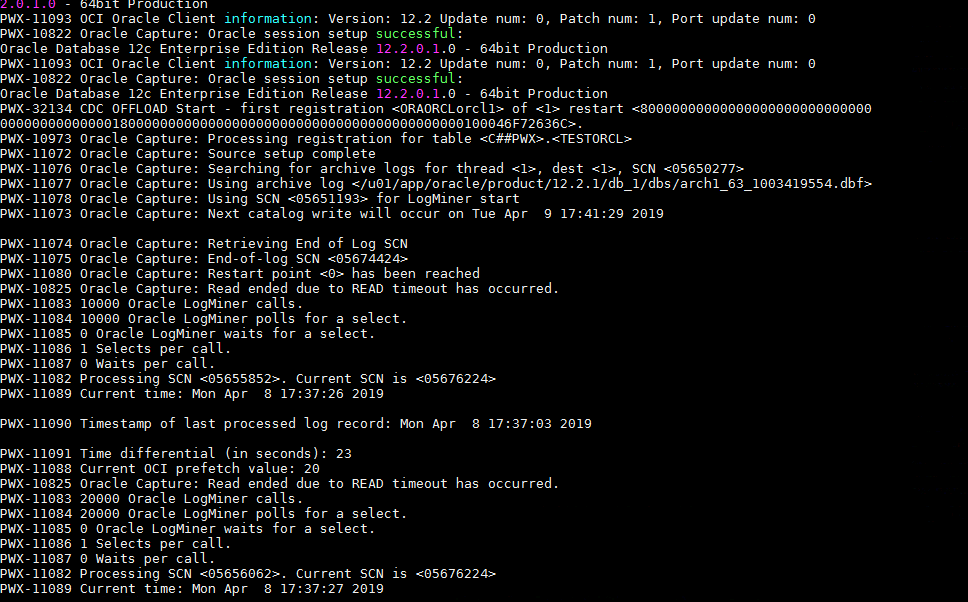 2.0.1.0 - 64bit Production
PWX-11093 OCI Oracle Client information: Version: 12.2 Update num: 0, Patch num: 1, Port update num: 0
PWX-10822 Oracle Capture: Oracle session setup successful:
Oracle Database 12c Enterprise Edition Release 12.2.0.1.0 - 64bit Production
PWX-11093 OCI Oracle Client information: Version: 12.2 Update num: 0, Patch num: 1, Port update num: 0
PWX-10822 Oracle Capture: Oracle session setup successful:
Oracle Database 12c Enterprise Edition Release 12.2.0.1.0 - 64bit Production
PWX-32134 CDC OFFLOAD Start - first registration <ORAORCLorcl1> of <1> restart <80000000000000000000000000000
000000000000000180000000000000000000000000000000000000000100046F72636C>.
PWX-10973 Oracle Capture: Processing registration for table <C##PWX>.<TESTORCL>
PWX-11072 Oracle Capture: Source setup complete
PWX-11076 Oracle Capture: Searching for archive logs for thread <1>, dest <1>, SCN <05650277>
PWX-11077 Oracle Capture: Using archive log </u01/app/oracle/product/12.2.1/db_1/dbs/arch1_63_1003419554.dbf>
PWX-11078 Oracle Capture: Using SCN <05651193> for LogMiner start
PWX-11073 Oracle Capture: Next catalog write will occur on Tue Apr  9 17:41:29 2019
PWX-11074 Oracle Capture: Retrieving End of Log SCN
PWX-11075 Oracle Capture: End-of-log SCN <05674424>
PWX-11080 Oracle Capture: Restart point <0> has been reached
PWX-10825 Oracle Capture: Read ended due to READ timeout has occurred.
PWX-11083 10000 Oracle LogMiner calls.
PWX-11084 10000 Oracle LogMiner polls for a select.
PWX-11085 0 Oracle LogMiner waits for a select.
PWX-11086 1 Selects per call.
PWX-11087 0 Waits per call.
PWX-11082 Processing SCN <05655852>. Current SCN is <05676224>
PWX-11089 Current time: Mon Apr  8 17:37:26 2019
PWX-11090 Timestamp of last processed log record: Mon Apr  8 17:37:03 2019
PWX-11091 Time differential (in seconds): 23
PWX-11088 Current OCI prefetch value: 20
PWX-10825 Oracle Capture: Read ended due to READ timeout has occurred.
PWX-11083 20000 Oracle LogMiner calls.
PWX-11084 20000 Oracle LogMiner polls for a select.
PWX-11085 0 Oracle LogMiner waits for a select.
PWX-11086 1 Selects per call.
PWX-11087 0 Waits per call.
PWX-11082 Processing SCN <05656062>. Current SCN is <05676224>
PWX-11089 Current time: Mon Apr  8 17:37:27 2019